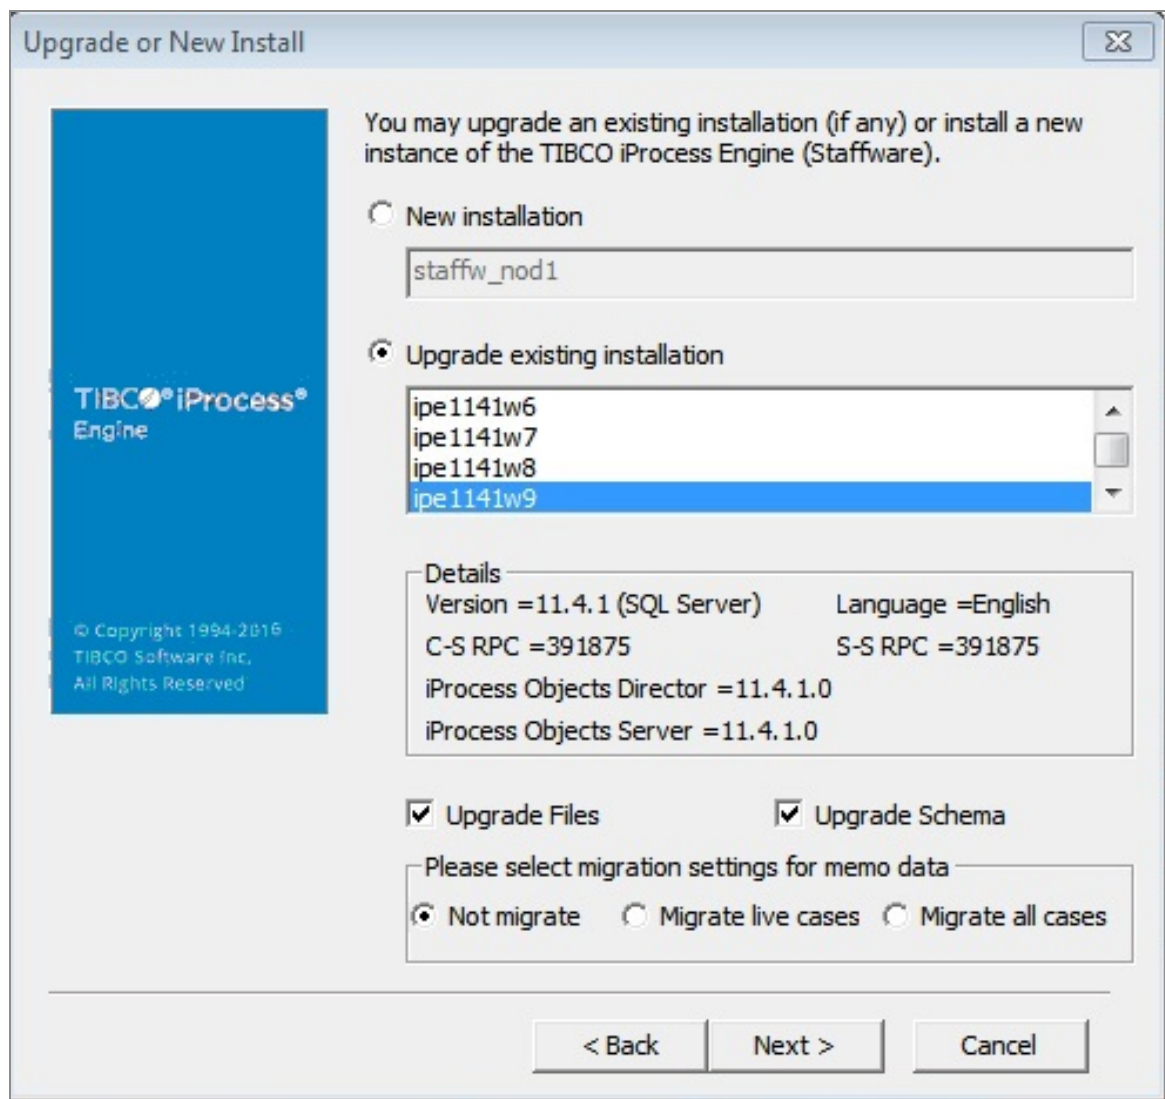 Upgrade or New Install
You may upgrade an existing installation (if any) or install a new
instance of the TIBCO iProcess Engine (Staffware).
New installation
staffw_nod1
Upgrade existing installation
ipe1141w6
ipe1141w7
ipe1141w8
ipe1141w9
TIBCO® iProcess®
Engine
Details
Version =11.4.1 (SQL Server) Language =English
C-S RPC =391875 S-S RPC =391875
iProcess Objects Director =11.4.1.0
iProcess Objects Server =11.4.1.0
© Copyright 1994-2016
TIBCO Software Inc.
All Rights Reserved
Upgrade Files Upgrade Schema
Please select migration settings for memo data
Not migrate Migrate live cases Migrate all cases
< Back Next > Cancel